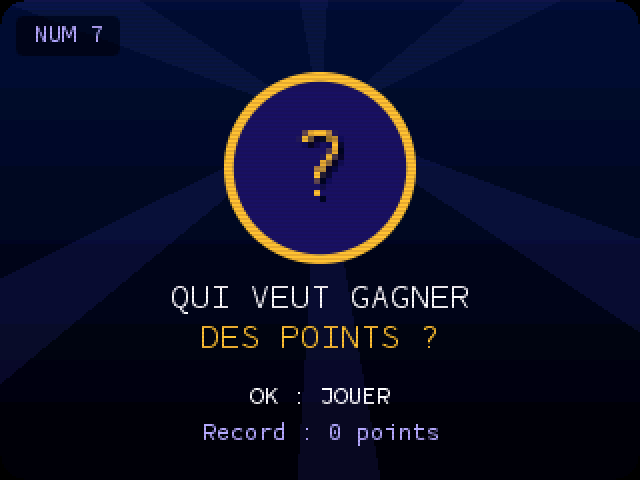 NUM 7
?
QUI VEUT GAGNER
DES POINTS ?
OK : JOUER
Record : 0 points